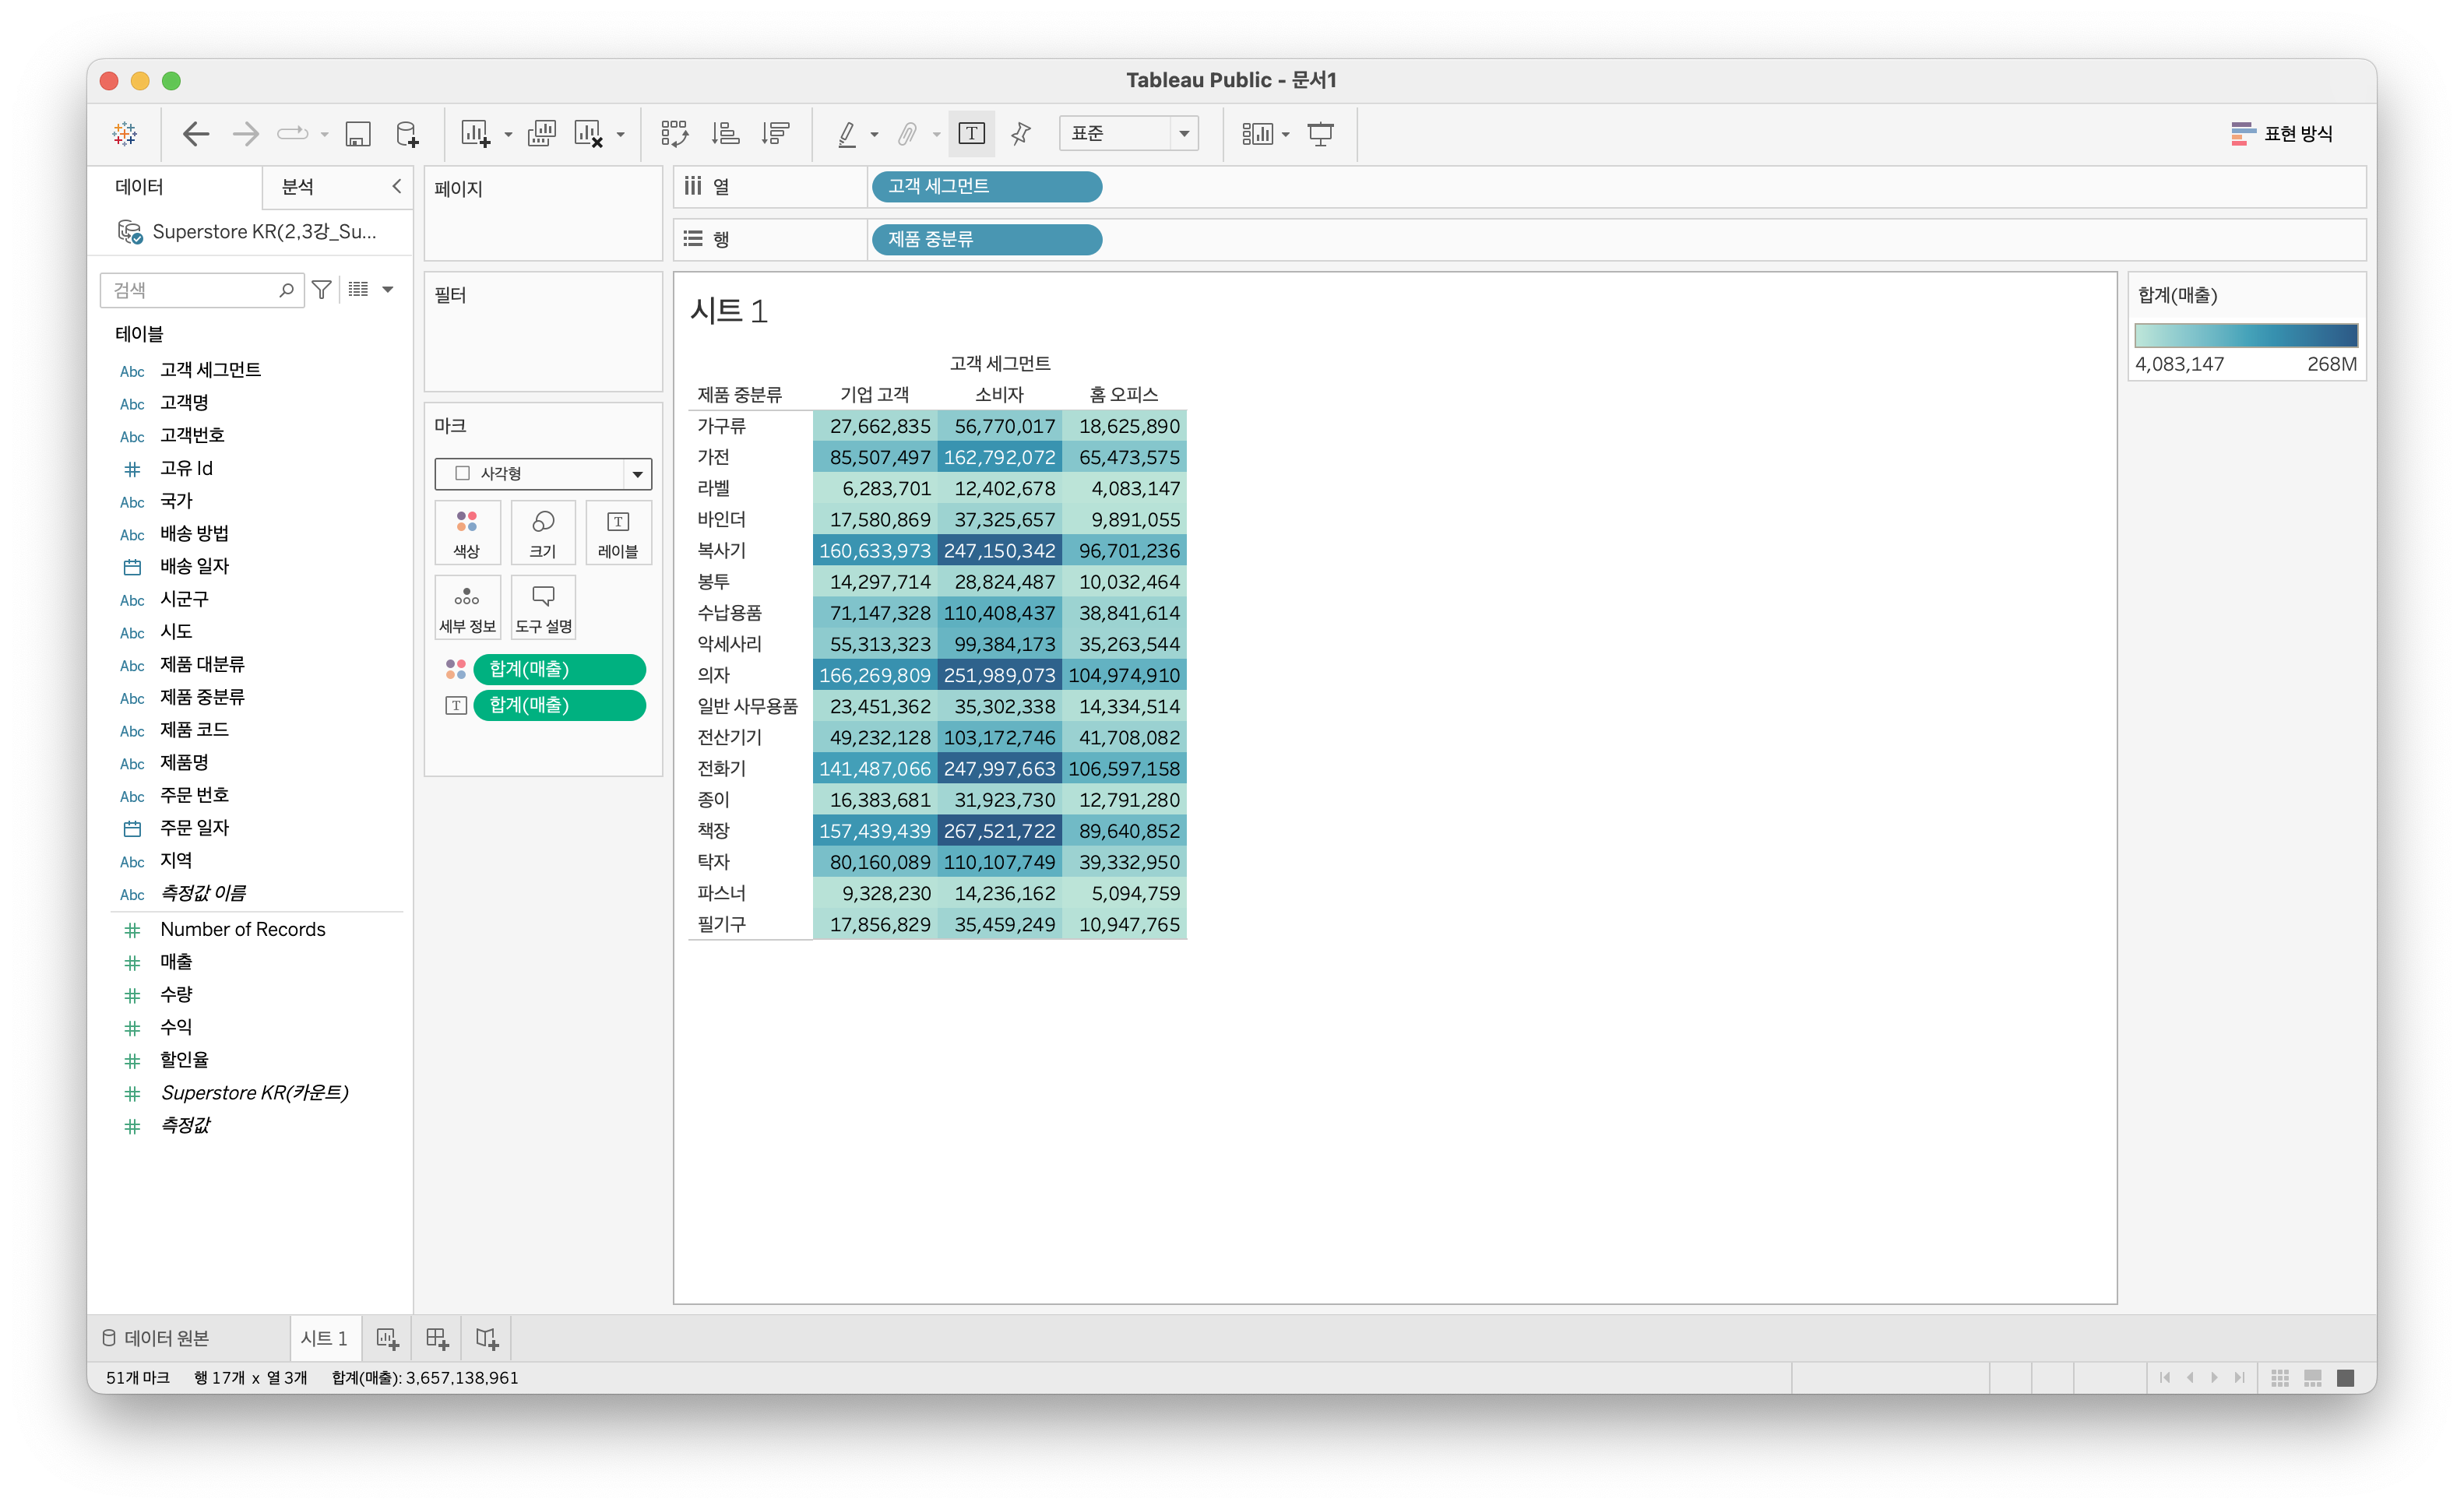 Tableau Public - 문서1
표준
표현 방식
데이터
분석
Superstore KR(2,3강_Su...
검색
테이블
Abc 고객 세그먼트
Abc 고객명
Abc 고객번호
고유 Id
Abc 국가
Abc 배송 방법
배송 일자
Abc 시군구
Abc 시도
Abc 제품 대분류
Abc 제품 중분류
Abc 제품 코드
Abc 제품명
Abc 주문 번호
주문 일자
Abc 지역
Abc 측정값 이름
Number of Records
매출
수량
수익
할인율
Superstore KR(카운트)
측정값
페이지
필터
마크
사각형
색상 크기 T 레이블
세부 정보 도구 설명
합계(매출)
T 합계(매출)
열 고객 세그먼트
행 제품 중분류
시트 1
고객 세그먼트
제품 중분류 기업 고객 소비자 홈 오피스
가구류 27,662,835 56,770,017 18,625,890
가전 85,507,497 162,792,072 65,473,575
라벨 6,283,701 12,402,678 4,083,147
바인더 17,580,869 37,325,657 9,891,055
복사기 160,633,973 247,150,342 96,701,236
봉투 14,297,714 28,824,487 10,032,464
수납용품 71,147,328 110,408,437 38,841,614
악세사리 55,313,323 99,384,173 35,263,544
의자 166,269,809 251,989,073 104,974,910
일반 사무용품 23,451,362 35,302,338 14,334,514
전산기기 49,232,128 103,172,746 41,708,082
전화기 141,487,066 247,997,663 106,597,158
종이 16,383,681 31,923,730 12,791,280
책장 157,439,439 267,521,722 89,640,852
탁자 80,160,089 110,107,749 39,332,950
파스너 9,328,230 14,236,162 5,094,759
필기구 17,856,829 35,459,249 10,947,765
합계(매출)
4,083,147 268M
데이터 원본 시트 1
51개 마크 행 17개 x 열 3개 합계(매출): 3,657,138,961